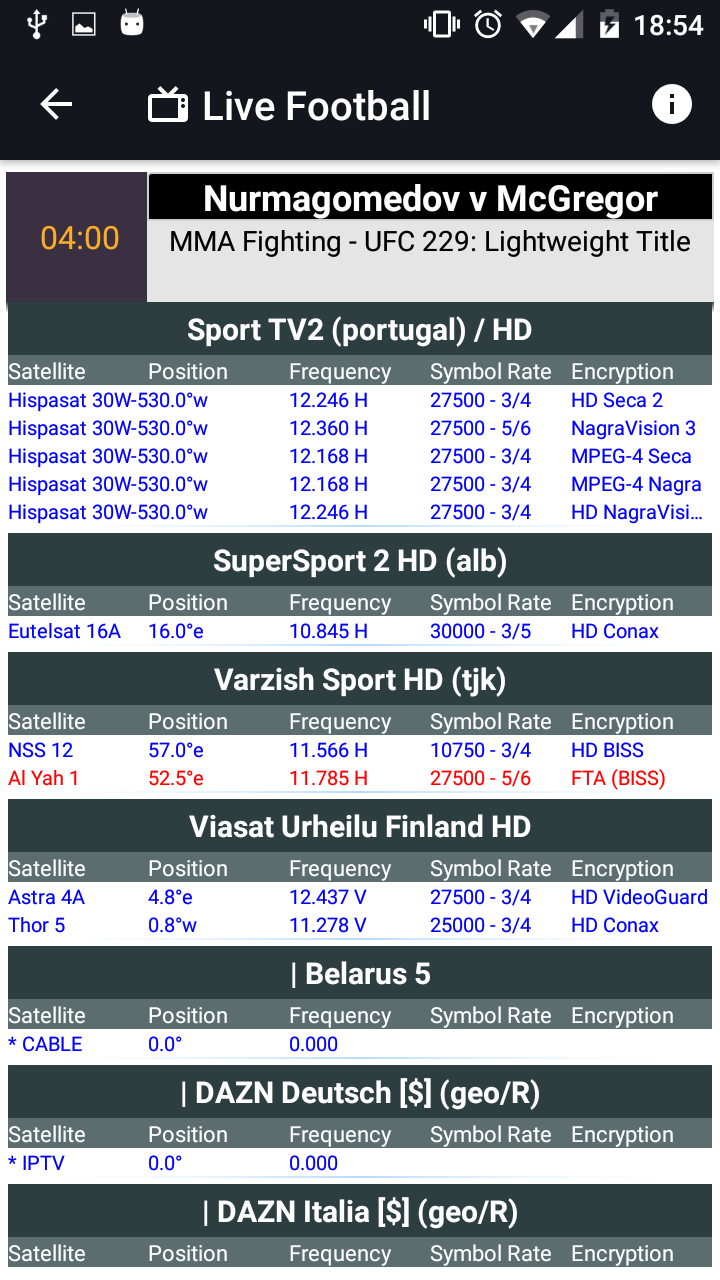 18:54
Live Football
04:00
Nurmagomedov v McGregor
MMA Fighting - UFC 229: Lightweight Title
Sport TV2 (portugal) / HD
Satellite Position Frequency Symbol Rate Encryption
Hispasat 30W-530.0°w 12.246 H 27500 - 3/4 HD Seca 2
Hispasat 30W-530.0°w 12.360 H 27500 - 5/6 NagraVision 3
Hispasat 30W-530.0°w 12.168 H 27500 - 3/4 MPEG-4 Seca
Hispasat 30W-530.0°w 12.168 H 27500 - 3/4 MPEG-4 Nagra
Hispasat 30W-530.0°w 12.246 H 27500 - 3/4 HD NagraVisi...
SuperSport 2 HD (alb)
Satellite Position Frequency Symbol Rate Encryption
Eutelsat 16A 16.0°e 10.845 H 30000 - 3/5 HD Conax
Varzish Sport HD (tjk)
Satellite Position Frequency Symbol Rate Encryption
NSS 12 57.0°e 11.566 H 10750 - 3/4 HD BISS
Al Yah 1 52.5°e 11.785 H 27500 - 5/6 FTA (BISS)
Viasat Urheilu Finland HD
Satellite Position Frequency Symbol Rate Encryption
Astra 4A 4.8°e 12.437 V 27500 - 3/4 HD VideoGuard
Thor 5 0.8°w 11.278 V 25000 - 3/4 HD Conax
| Belarus 5
Satellite Position Frequency Symbol Rate Encryption
* CABLE 0.0° 0.000
| DAZN Deutsch [$] (geo/R)
Satellite Position Frequency Symbol Rate Encryption
* IPTV 0.0° 0.000
| DAZN Italia [$] (geo/R)
Satellite Position Frequency Symbol Rate Encryption